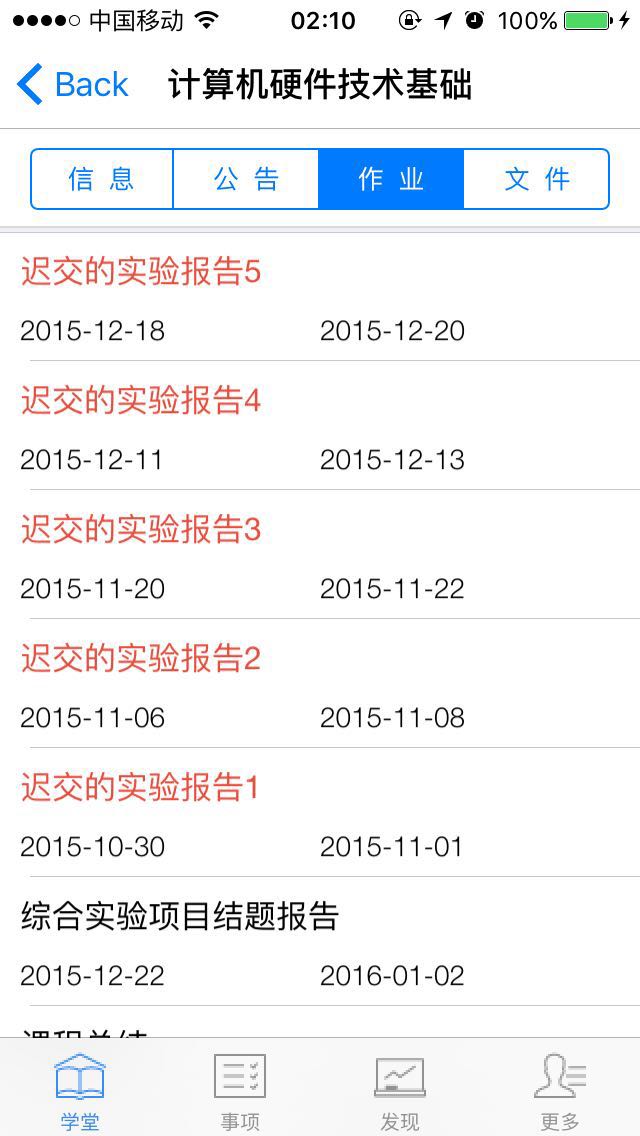 中国移动 02:10 100%
Back 计算机硬件技术基础
信息 公告 作业 文件
迟交的实验报告5
2015-12-18 2015-12-20
迟交的实验报告4
2015-12-11 2015-12-13
迟交的实验报告3
2015-11-20 2015-11-22
迟交的实验报告2
2015-11-06 2015-11-08
迟交的实验报告1
2015-10-30 2015-11-01
综合实验项目结题报告
2015-12-22 2016-01-02
学堂 事项 发现 更多